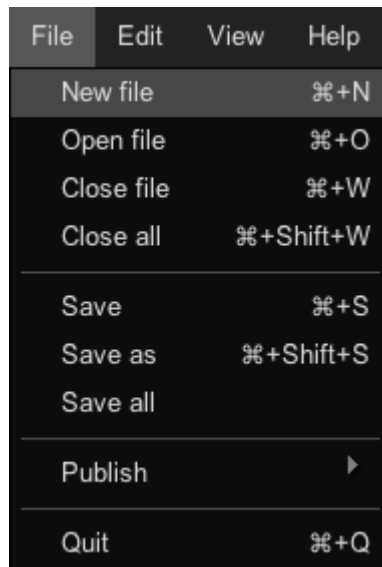 File Edit View Help
New file ⌘+N
Open file ⌘+O
Close file ⌘+W
Close all ⌘+Shift+W
Save ⌘+S
Save as ⌘+Shift+S
Save all
Publish
Quit ⌘+Q